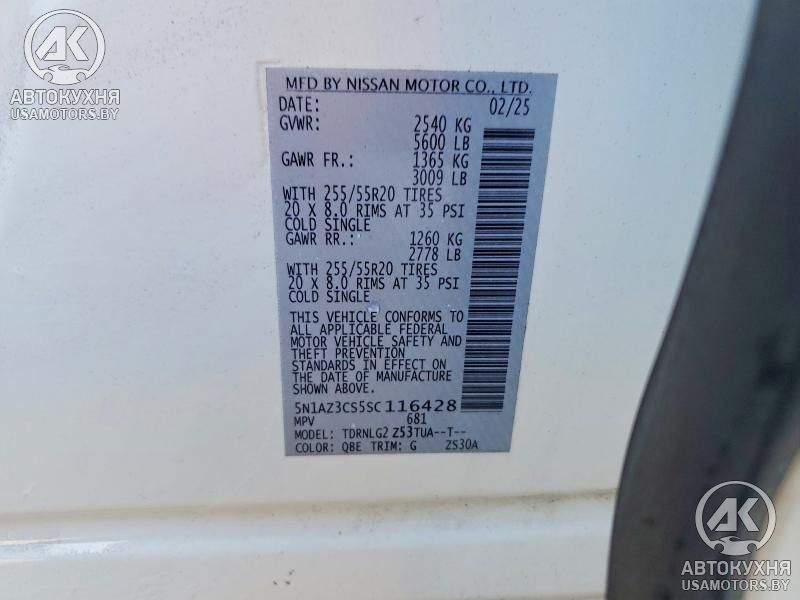 AK
АВТОКУХНЯ
USAMOTORS.BY
MFD BY NISSAN MOTOR CO., LTD.
DATE: 02/25
GVWR: 2540 KG
5600 LB
GAWR FR.: 1365 KG
3009 LB
WITH 255/55R20 TIRES
20 X 8.0 RIMS AT 35 PSI
COLD SINGLE
GAWR RR.: 1260 KG
2778 LB
WITH 255/55R20 TIRES
20 X 8.0 RIMS AT 35 PSI
COLD SINGLE
THIS VEHICLE CONFORMS TO
ALL APPLICABLE FEDERAL
MOTOR VEHICLE SAFETY AND
THEFT PREVENTION
STANDARDS IN EFFECT ON
THE DATE OF MANUFACTURE
SHOWN ABOVE.
5N1AZ3CS5SC116428
MPV 681
MODEL: TDRNLG2 Z53TUA--T--
COLOR: QBE TRIM: G ZS30A
AK
АВТОКУХНЯ
USAMOTORS.BY